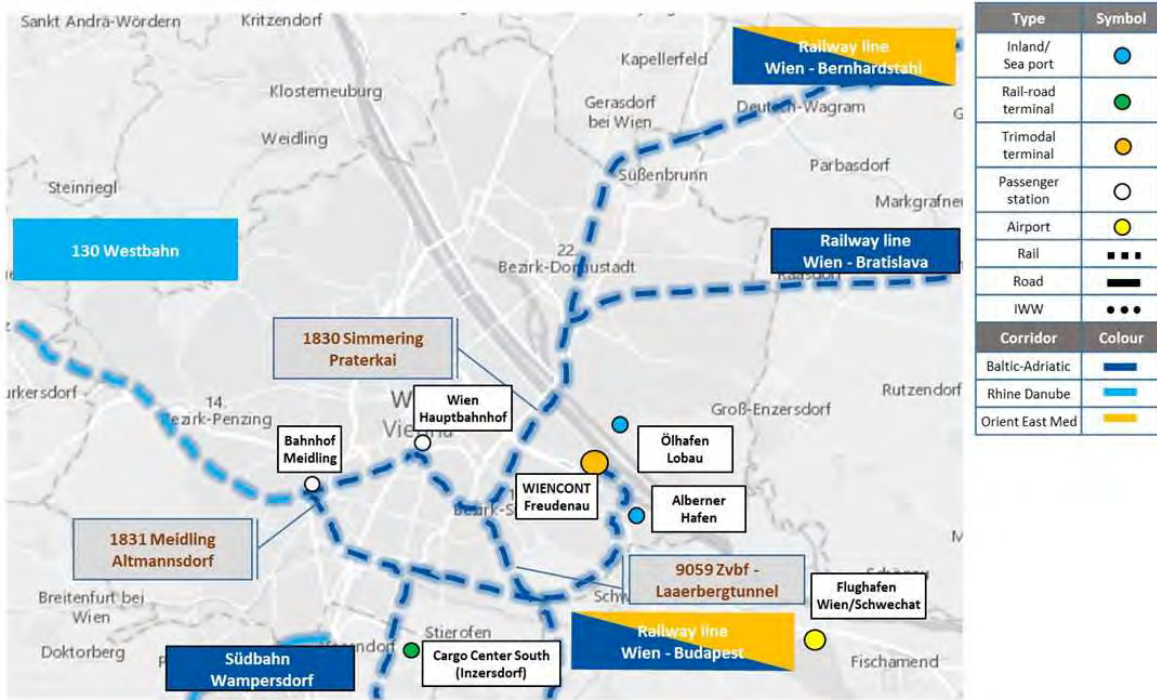 Sankt Andrä-Wördern
Kritzendorf
Klosterneuburg
Weidling
Steinriegl
Kapellerfeld
Gerasdorf
bei Wien
Deutsch-Wagram
Parbasdorf
Süßenbrunn
Railway line
Wien - Bernhardstahl
130 Westbahn
22.
Bezirk-Donaustadt
Railway line
Wien - Bratislava
Raasdorf
1830 Simmering
Praterkai
Wien
Hauptbahnhof
14.
Bezirk-Penzing
Bahnhof
Meidling
Vienna
Groß-Enzersdorf
Rutzendorf
Ölhafen
Lobau
WIENCONT
Freudenau
Alberner
Hafen
1831 Meidling
Altmannsdorf
9059 Zvbf -
Laaerbergtunnel
Flughafen
Wien/Schwechat
Breitenfurt bei
Wien
Doktorberg
Südbahn
Wampersdorf
Stierofen
Cargo Center South
(Inzersdorf)
Railway line
Wien - Budapest
Fischamend
Type Symbol
Inland/
Sea port
Rail-road
terminal
Trimodal
terminal
Passenger
station
Airport
Rail
Road
IWW
Corridor Colour
Baltic-Adriatic
Rhine Danube
Orient East Med